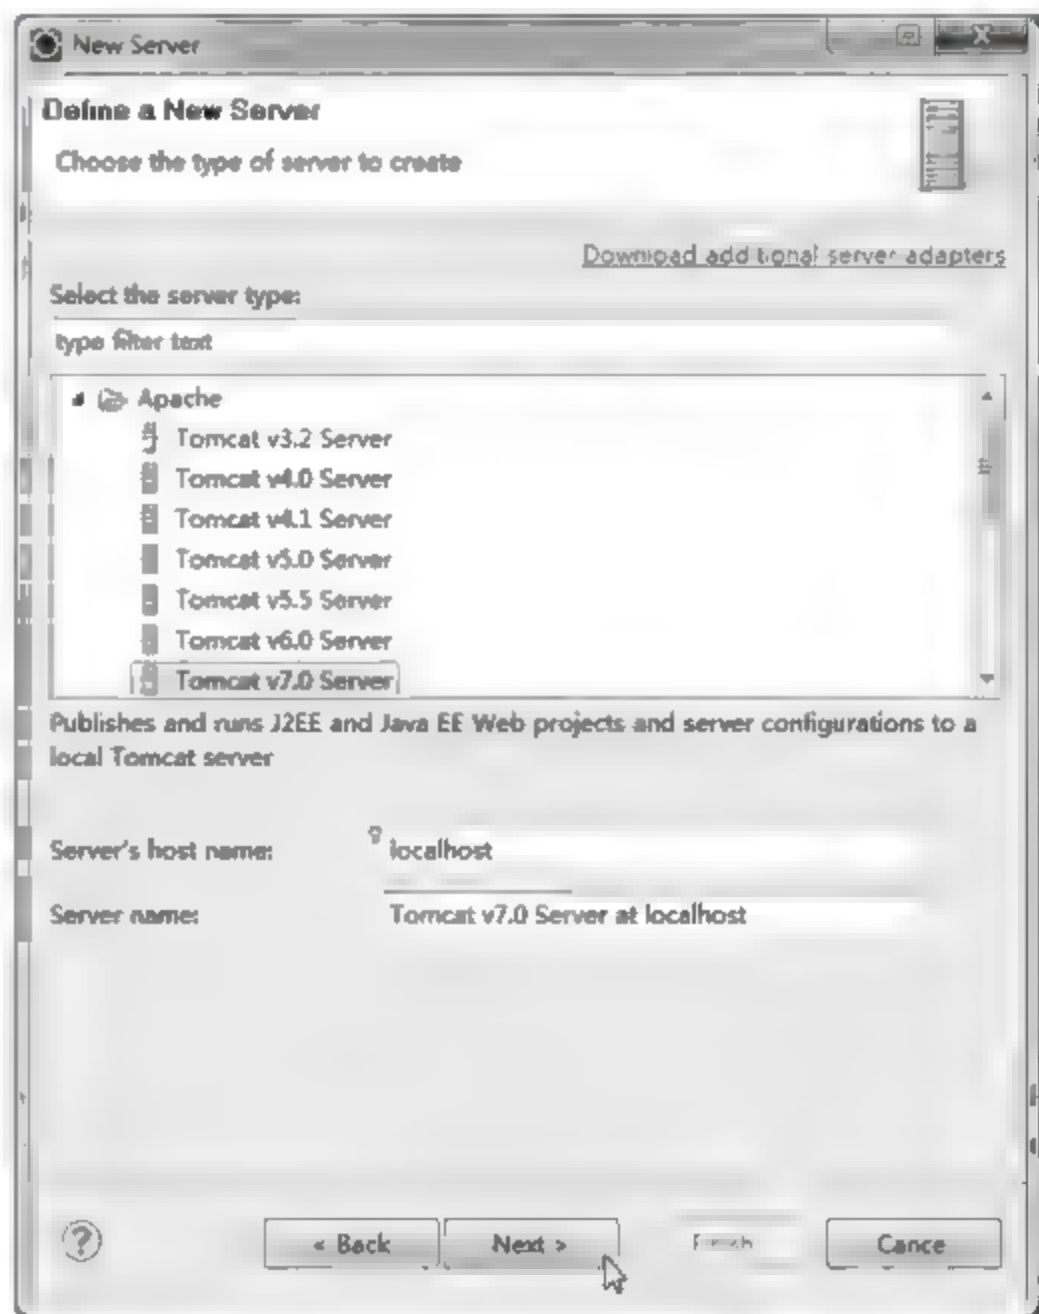 New Server
Define a New Server
Choose the type of server to create
Download additional server adapters
Select the server type:
type filter text
Apache
Tomcat v3.2 Server
Tomcat v4.0 Server
Tomcat v4.1 Server
Tomcat v5.0 Server
Tomcat v5.5 Server
Tomcat v6.0 Server
Tomcat v7.0 Server
Publishes and runs J2EE and Java EE Web projects and server configurations to a
local Tomcat server
Server's host name: localhost
Server name: Tomcat v7.0 Server at localhost
? < Back Next > Finish Cancel